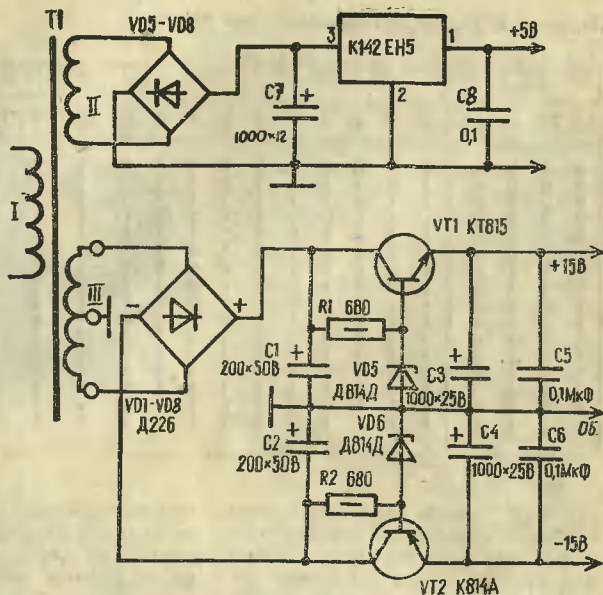 T1
VD5-VD8
II
I
C7
+
1000×12
3
К142 ЕН5
1
2
+5В
C8
0,1
III
-
+
VD1-VD8
Д226
VT1 КТ815
+15В
R1 680
+
C1
200×50В
VD5
Д814Д
+
C3
1000×25В
C5
0,1МкФ
ОБ.
+
C2
200×50В
VD6
Д814Д
+
C4
1000×25В
C6
0,1МкФ
R2 680
-15В
VT2 К814А